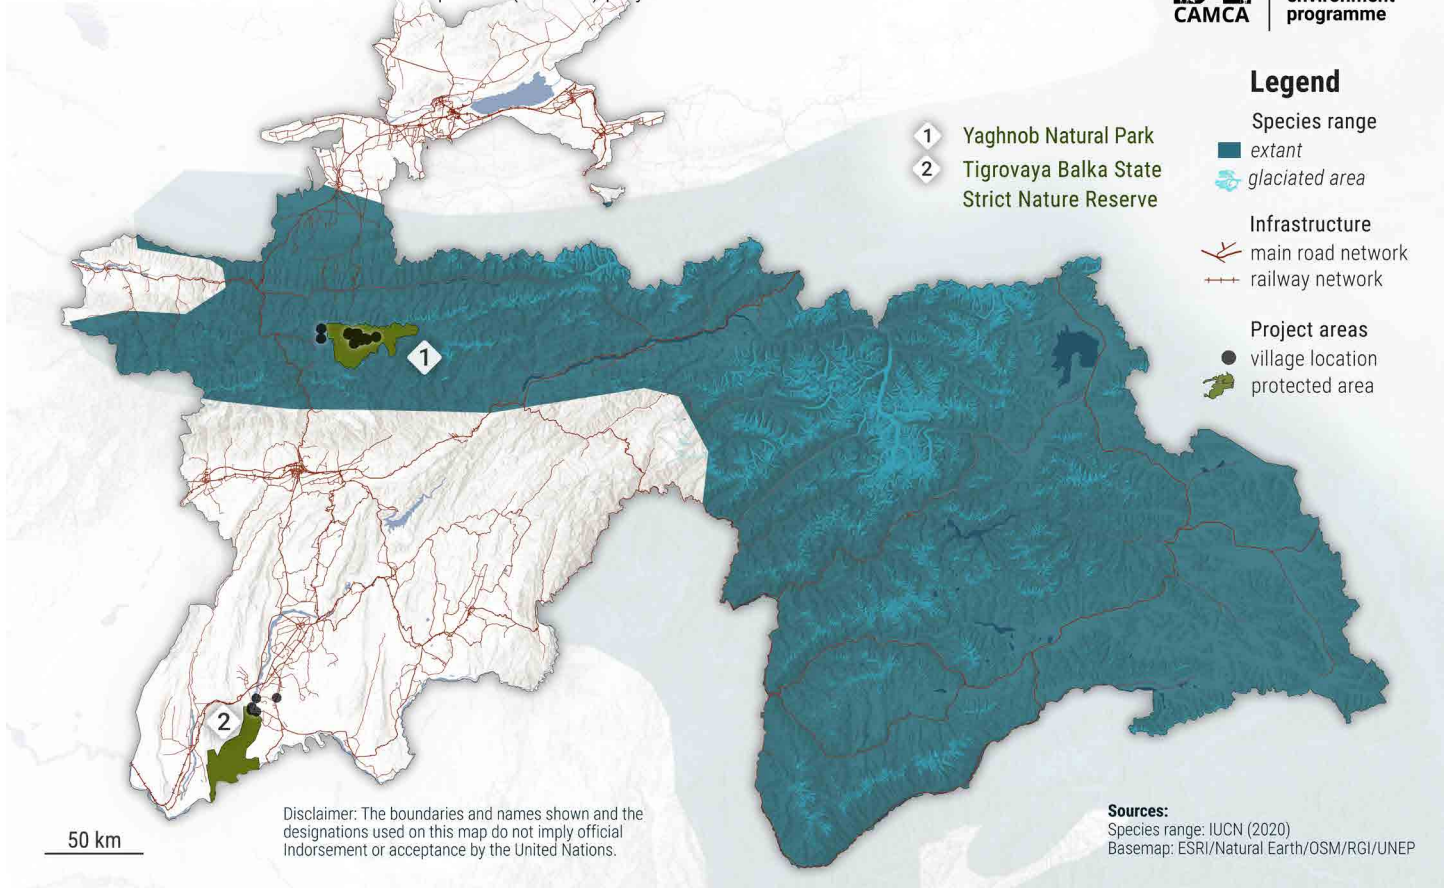 CAMCA
environment
programme
Legend
Species range
extant
glaciated area
Infrastructure
main road network
railway network
Project areas
village location
protected area
1 Yaghnob Natural Park
2 Tigrovaya Balka State
Strict Nature Reserve
1
2
50 km
Disclaimer: The boundaries and names shown and the
designations used on this map do not imply official
Indorsement or acceptance by the United Nations.
Sources:
Species range: IUCN (2020)
Basemap: ESRI/Natural Earth/OSM/RGI/UNEP